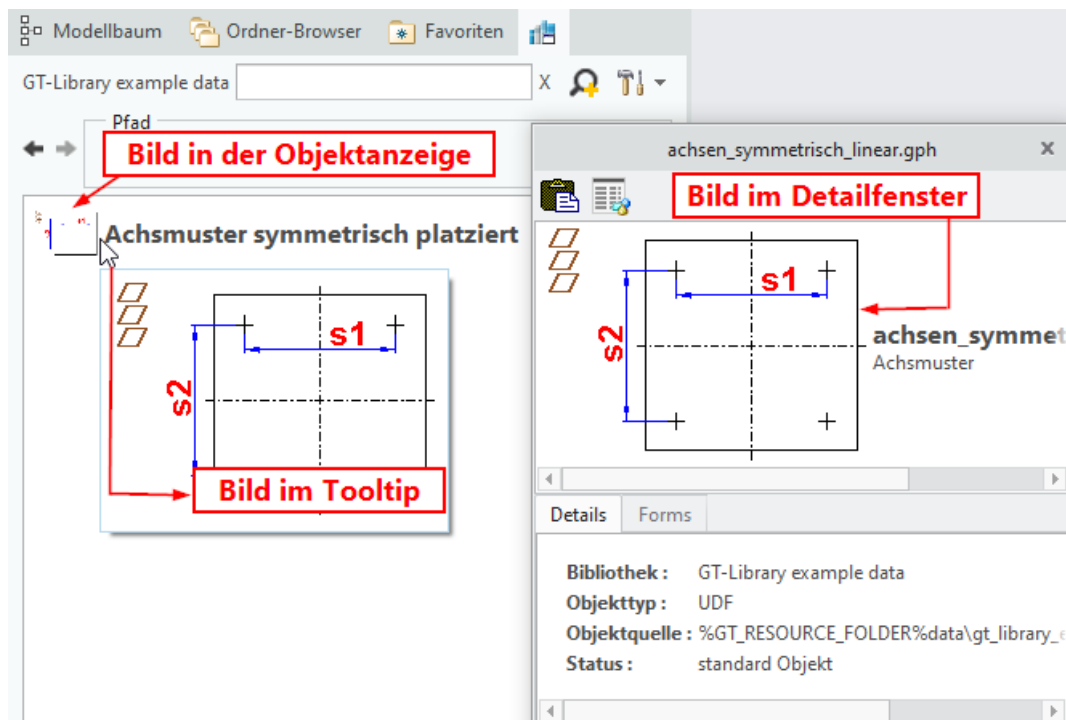 Modellbaum Ordner-Browser Favoriten
GT-Library example data X
Pfad
Bild in der Objektanzeige
Achsmuster symmetrisch platziert
s1
s2
Bild im Tooltip
achsen_symmetrisch_linear.gph x
Bild im Detailfenster
s1
s2
achsen_symmet
Achsmuster
Details Forms
Bibliothek : GT-Library example data
Objekttyp : UDF
Objektquelle : %GT_RESOURCE_FOLDER%data\gt_library_e
Status : standard Objekt